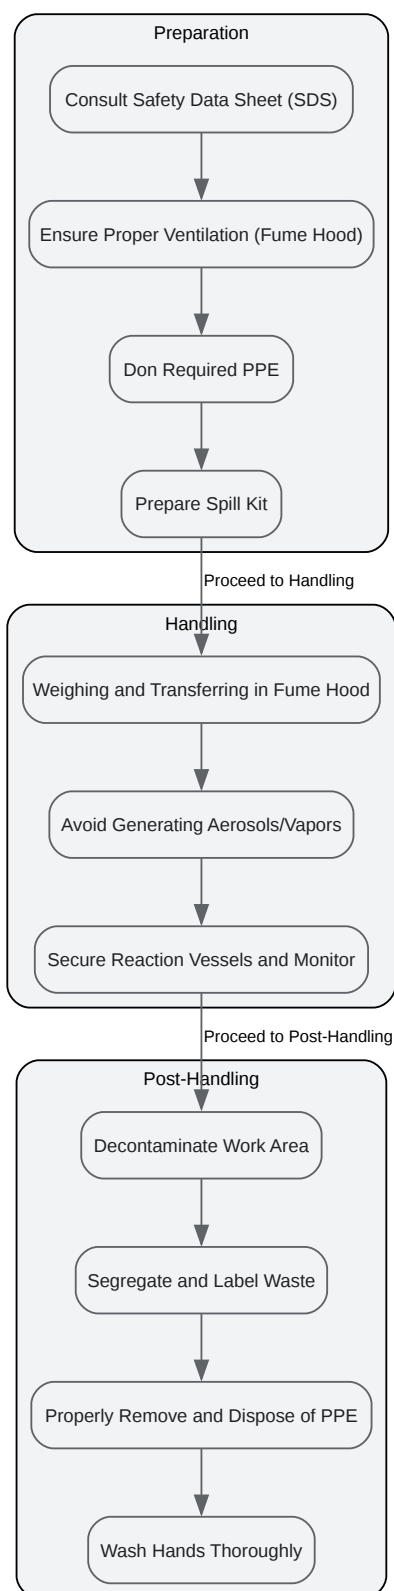 Preparation
Consult Safety Data Sheet (SDS)
Ensure Proper Ventilation (Fume Hood)
Don Required PPE
Prepare Spill Kit
Proceed to Handling
Handling
Weighing and Transferring in Fume Hood
Avoid Generating Aerosols/Vapors
Secure Reaction Vessels and Monitor
Proceed to Post-Handling
Post-Handling
Decontaminate Work Area
Segregate and Label Waste
Properly Remove and Dispose of PPE
Wash Hands Thoroughly